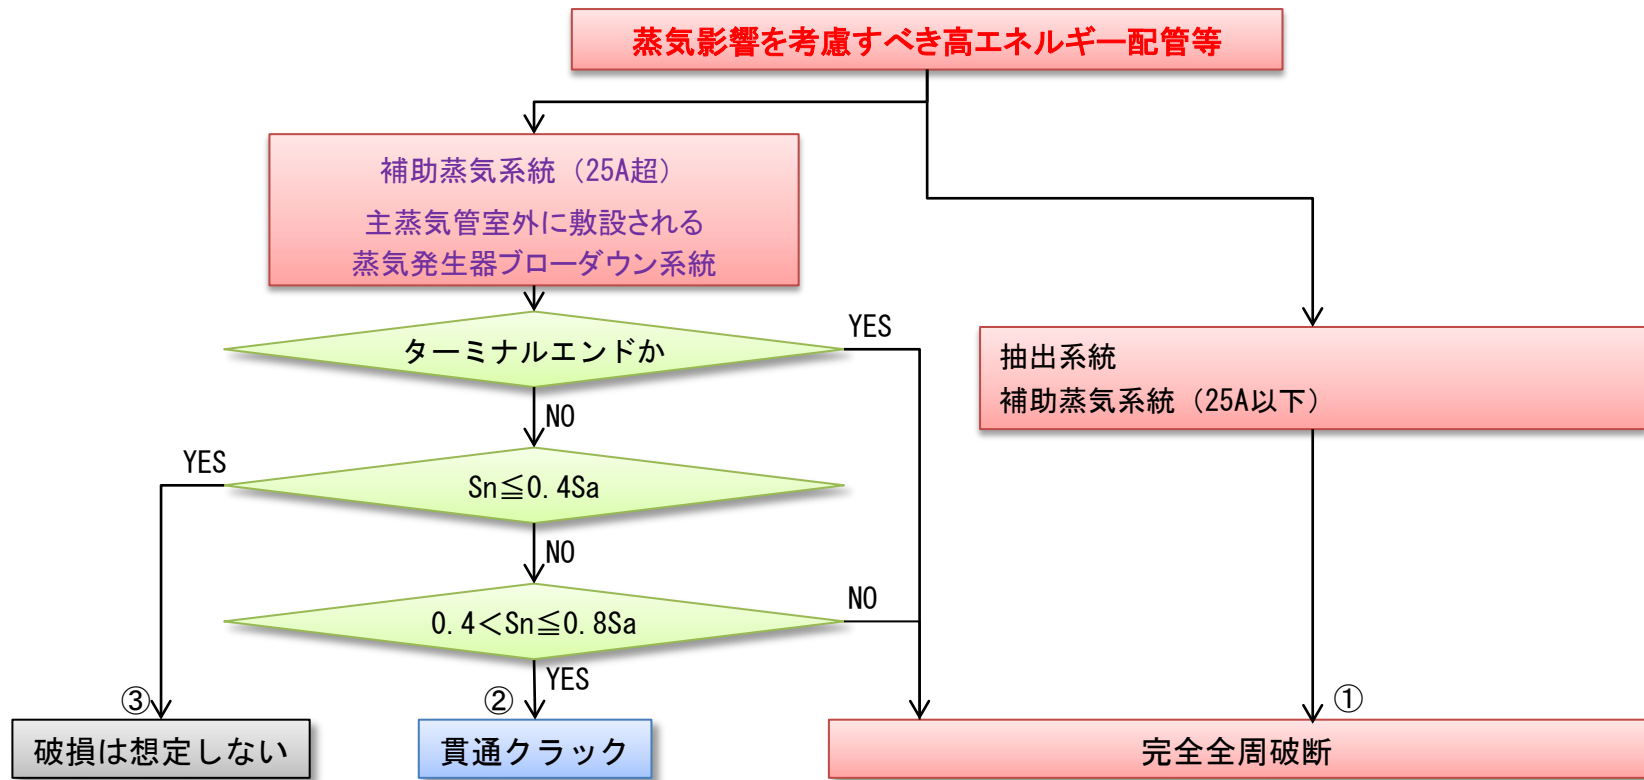 蒸気影響を考慮すべき高エネルギー配管等
補助蒸気系統（25A超）
主蒸気管室外に敷設される
蒸気発生器ブローダウン系統
ターミナルエンドか
YES
抽出系統
補助蒸気系統（25A以下）
NO
YES
Sn≦0.4Sa
NO
0.4＜Sn≦0.8Sa
NO
YES
③
②
①
破損は想定しない
貫通クラック
完全全周破断